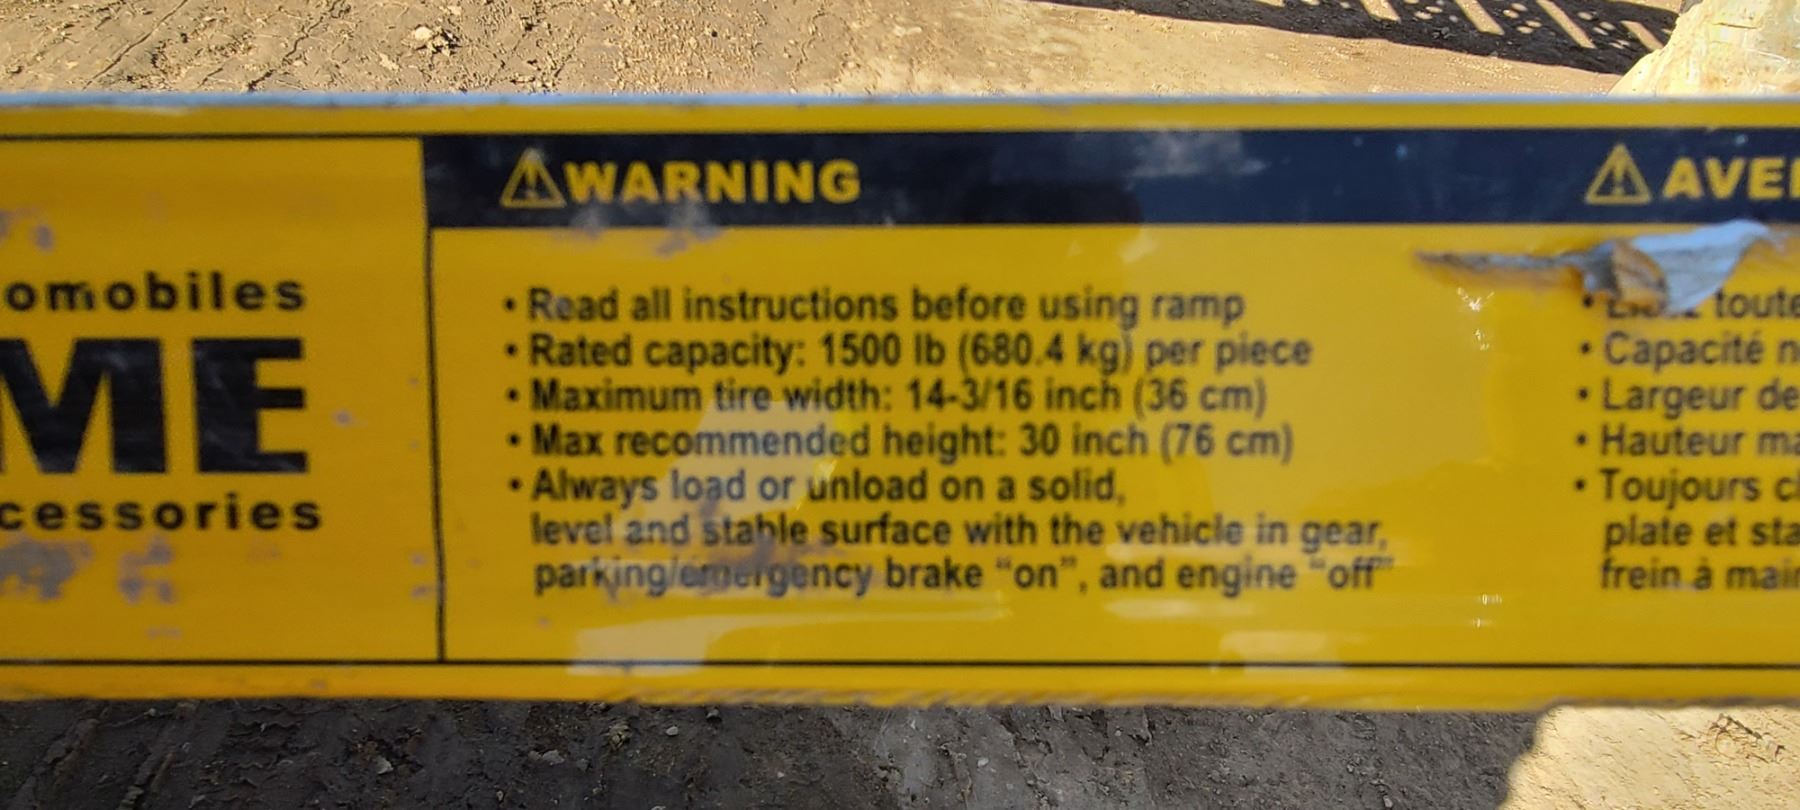 omobiles
ME
cessories
WARNING
• Read all instructions before using ramp
• Rated capacity: 1500 lb (680.4 kg) per piece
• Maximum tire width: 14-3/16 inch (36 cm)
• Max recommended height: 30 inch (76 cm)
• Always load or unload on a solid,
level and stable surface with the vehicle in gear,
parking/emergency brake "on", and engine "off"
AVE
• toute
• Capacité n
• Largeur de
• Hauteur ma
• Toujours c
plate et sta
frein à mai